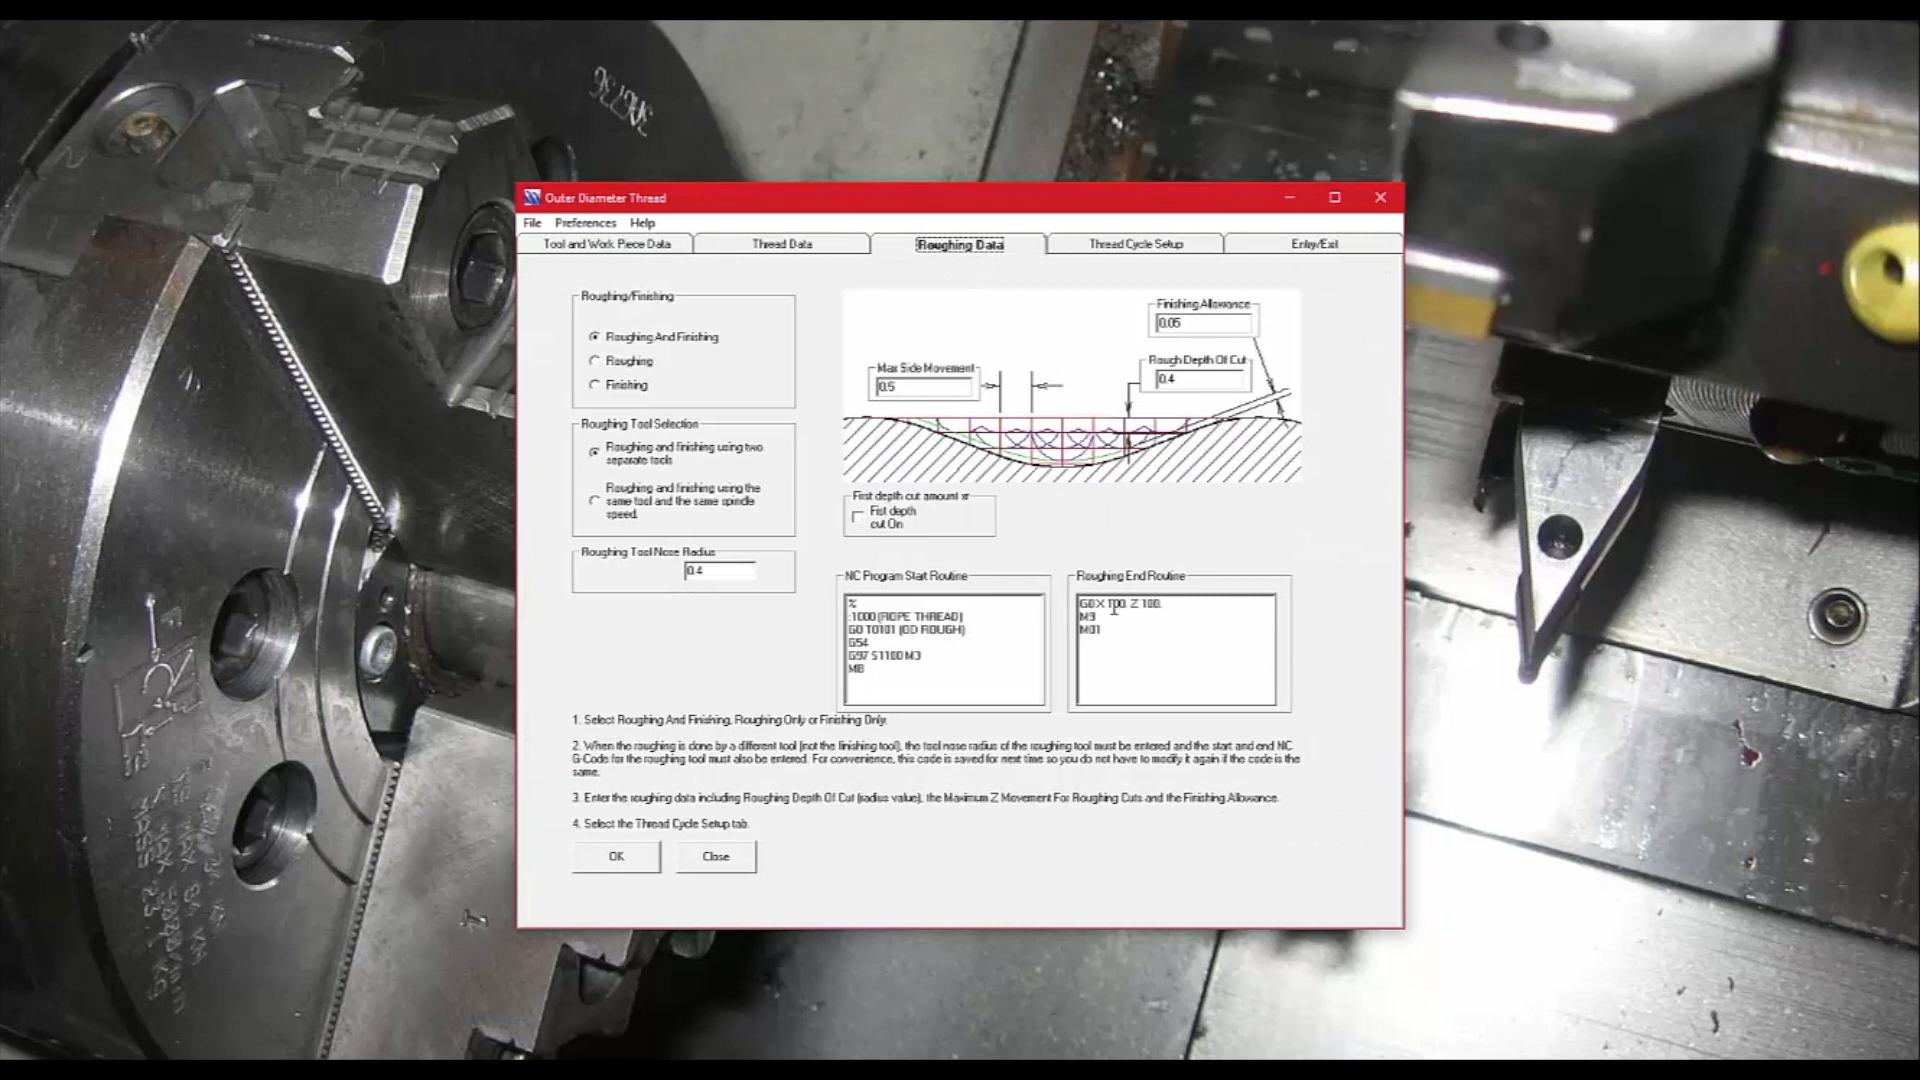 Outer Diameter Thread
File Preferences Help
Tool and Work Piece Data Thread Data Roughing Data Thread Cycle Setup Entry/Exit
Roughing/Finishing
Roughing And Finishing
Roughing
Finishing
Roughing Tool Selection
Roughing and finishing using two
separate tools
Roughing and finishing using the
same tool and the same spindle
speed.
Roughing Tool Nose Radius
0.4
Finishing Allowance
0.05
Max Side Movement
0.5
Rough Depth Of Cut
0.4
First depth cut amount xr
Fist depth
cut On
NC Program Start Routine
%
:1000 (ROPE THREAD)
G0 T0101 (OD ROUGH)
G54
G97 S1100 M3
M8
Roughing End Routine
G0 X 100. Z 100.
M9
M01
1. Select Roughing And Finishing, Roughing Only or Finishing Only.
2. When the roughing is done by a different tool (not the finishing tool), the tool nose radius of the roughing tool must be entered and the start and end NC
G-Code for the roughing tool must also be entered. For convenience, this code is saved for next time so you do not have to modify it again if the code is the
same.
3. Enter the roughing data including Roughing Depth Of Cut (radius value), the Maximum Z Movement For Roughing Cuts and the Finishing Allowance.
4. Select the Thread Cycle Setup tab.
OK Close